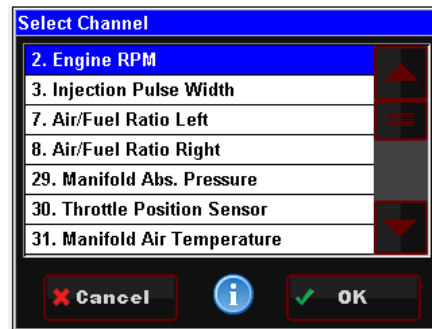 Select Channel
2. Engine RPM
3. Injection Pulse Width
7. Air/Fuel Ratio Left
8. Air/Fuel Ratio Right
29. Manifold Abs. Pressure
30. Throttle Position Sensor
31. Manifold Air Temperature
Cancel i OK